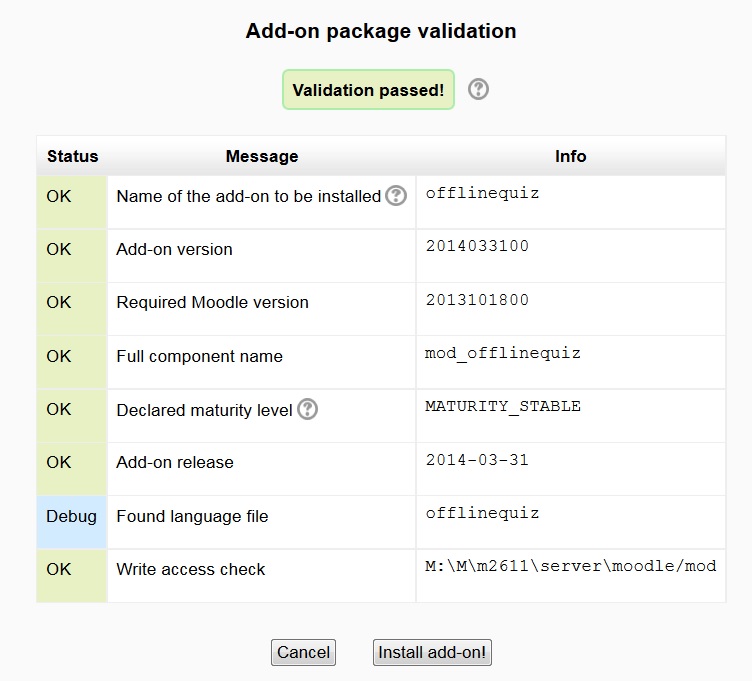 Add-on package validation
Validation passed! ?
Status Message Info
OK Name of the add-on to be installed ? offlinequiz
OK Add-on version 2014033100
OK Required Moodle version 2013101800
OK Full component name mod_offlinequiz
OK Declared maturity level ? MATURITY_STABLE
OK Add-on release 2014-03-31
Debug Found language file offlinequiz
OK Write access check M:\M\m2611\server\moodle/mod
Cancel Install add-on!